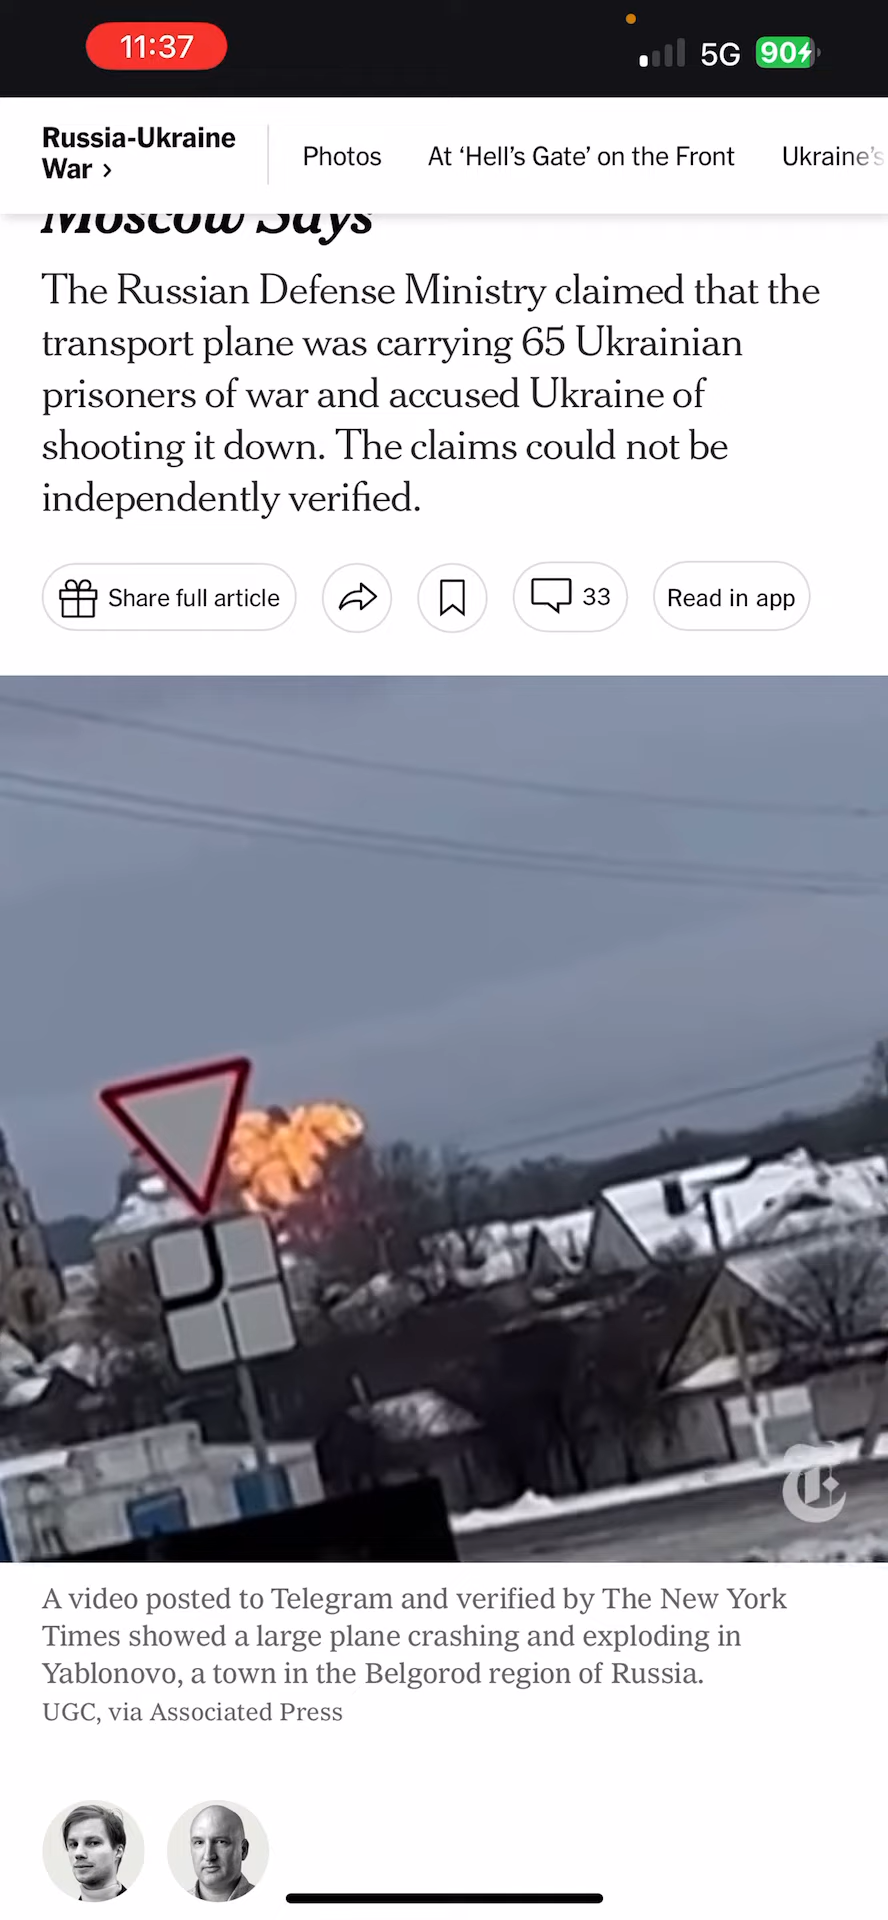 11:37
5G 90
Russia-Ukraine
War >
Photos
At ‘Hell’s Gate’ on the Front
Ukraine’s
Moscow Says
The Russian Defense Ministry claimed that the
transport plane was carrying 65 Ukrainian
prisoners of war and accused Ukraine of
shooting it down. The claims could not be
independently verified.
Share full article
33
Read in app
A video posted to Telegram and verified by The New York
Times showed a large plane crashing and exploding in
Yablonovo, a town in the Belgorod region of Russia.
UGC, via Associated Press